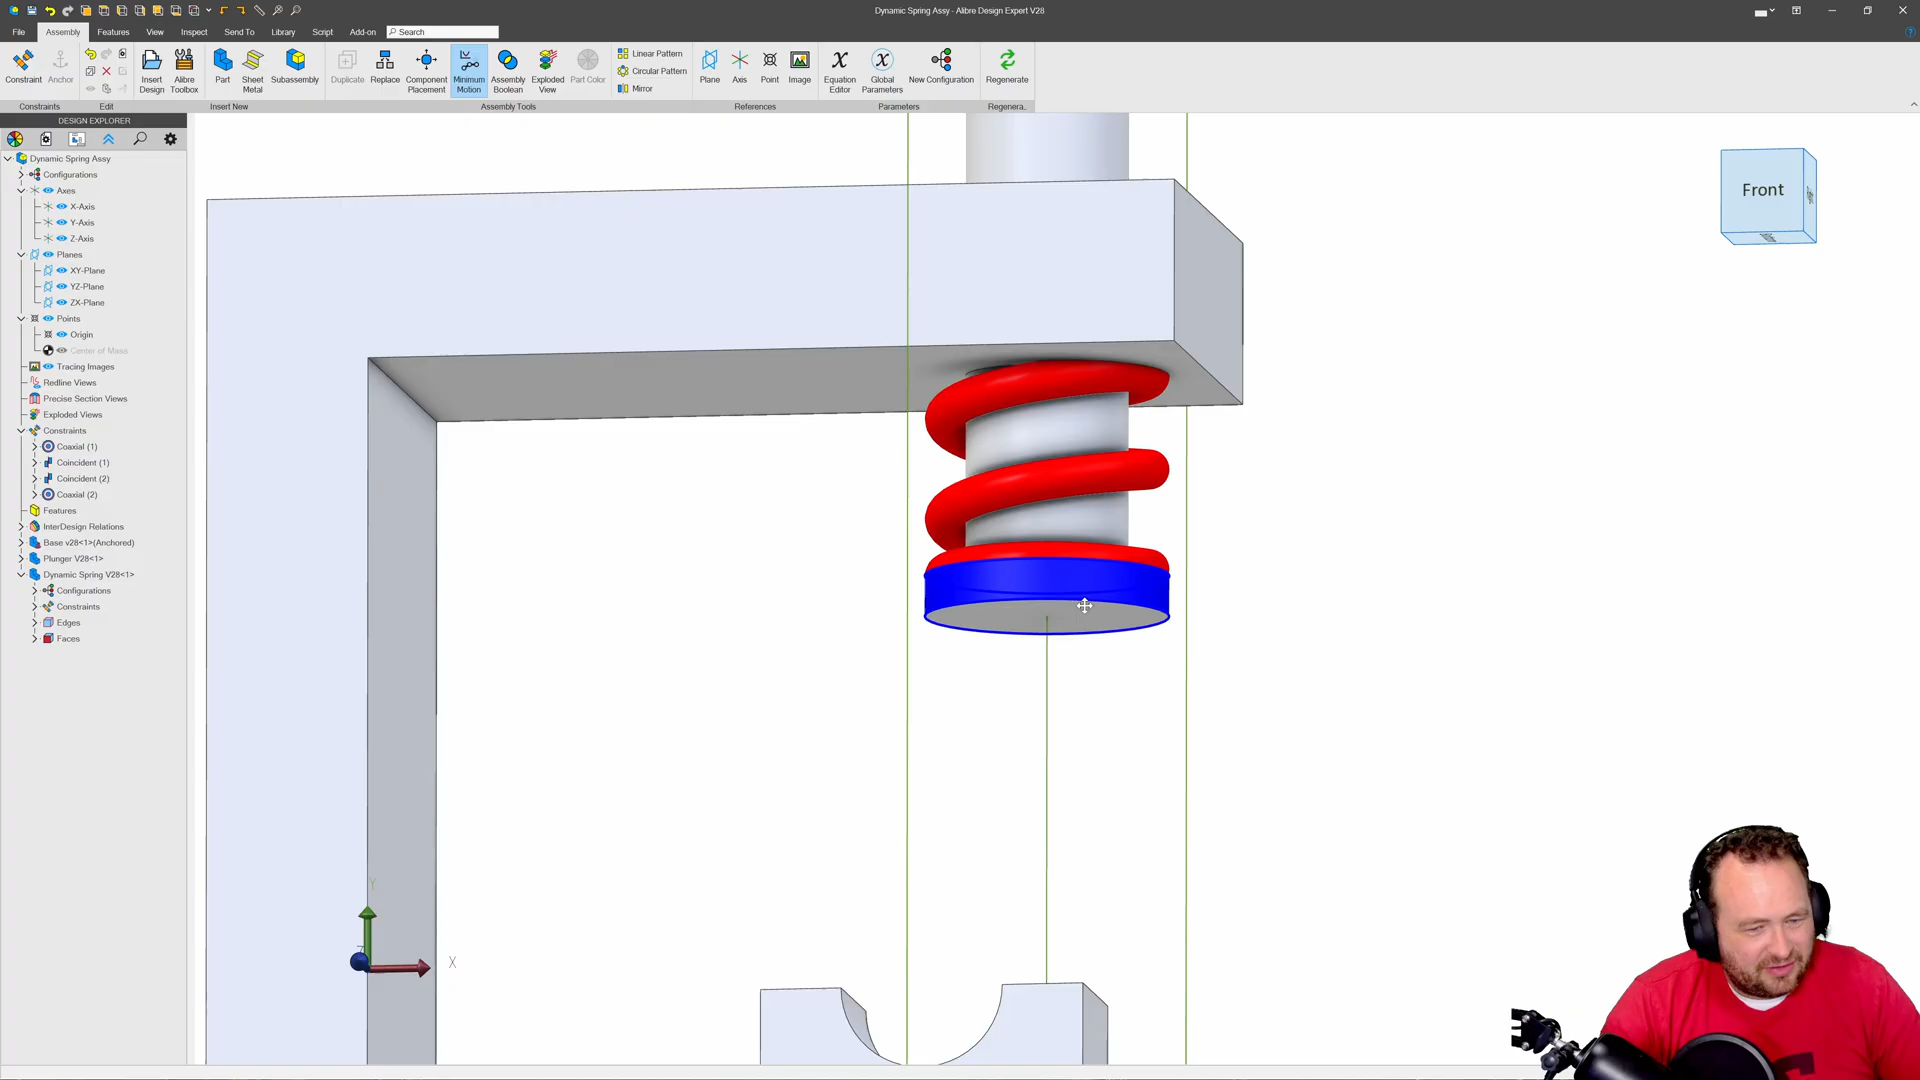 Dynamic Spring Assy - Alibre Design Expert V28
File Assembly Features View Inspect Send To Library Script Add-on Search
Constraint Anchor
Constraints
Edit
Insert Design
Alibre Toolbox
Part
Sheet Metal
Subassembly
Insert New
Duplicate
Replace
Component Placement
Minimum Motion
Assembly Boolean
Exploded View
Part Color
Linear Pattern
Circular Pattern
Mirror
Assembly Tools
Plane
Axis
Point
Image
References
Equation Editor
Global Parameters
New Configuration
Parameters
Regenerate
Regenera..
DESIGN EXPLORER
Dynamic Spring Assy
Configurations
Axes
X-Axis
Y-Axis
Z-Axis
Planes
XY-Plane
YZ-Plane
ZX-Plane
Points
Origin
Center of Mass
Tracing Images
Redline Views
Precise Section Views
Exploded Views
Constraints
Coaxial (1)
Coincident (1)
Coincident (2)
Coaxial (2)
Features
InterDesign Relations
Base v28<1>(Anchored)
Plunger V28<1>
Dynamic Spring V28<1>
Configurations
Constraints
Edges
Faces
Front
Y
Z
X